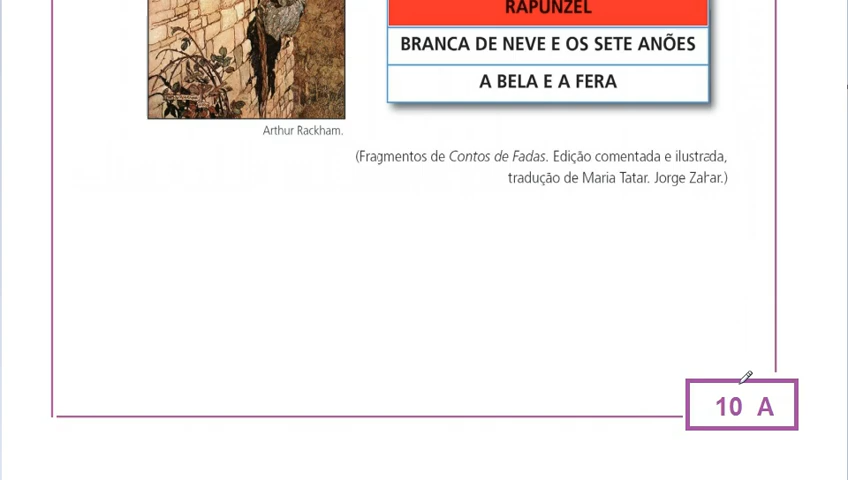 RAPUNZEL
BRANCA DE NEVE E OS SETE ANÕES
A BELA E A FERA
Arthur Rackham.
(Fragmentos de Contos de Fadas. Edição comentada e ilustrada,
tradução de Maria Tatar. Jorge Zahar.)
10 A